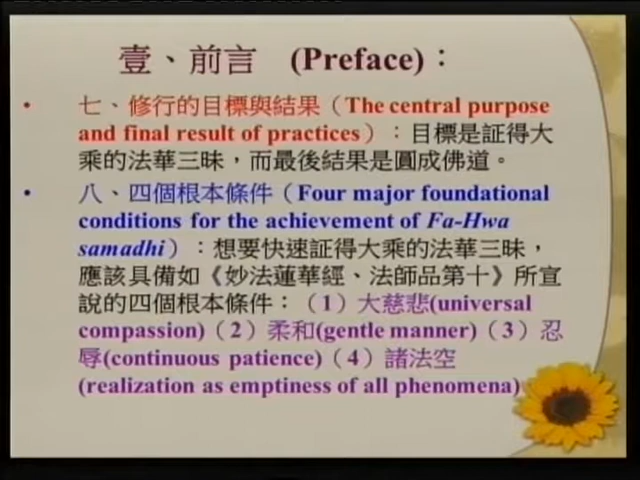 壹、前言 (Preface)：
• 七、修行的目標與結果（The central purpose
and final result of practices）：目標是証得大
乘的法華三昧，而最後結果是圓成佛道。
• 八、四個根本條件（Four major foundational
conditions for the achievement of Fa-Hwa
samadhi）：想要快速証得大乘的法華三昧，
應該具備如《妙法蓮華經、法師品第十》所宣
說的四個根本條件：（1）大慈悲(universal
compassion)（2）柔和(gentle manner)（3）忍
辱(continuous patience)（4）諸法空
(realization as emptiness of all phenomena)